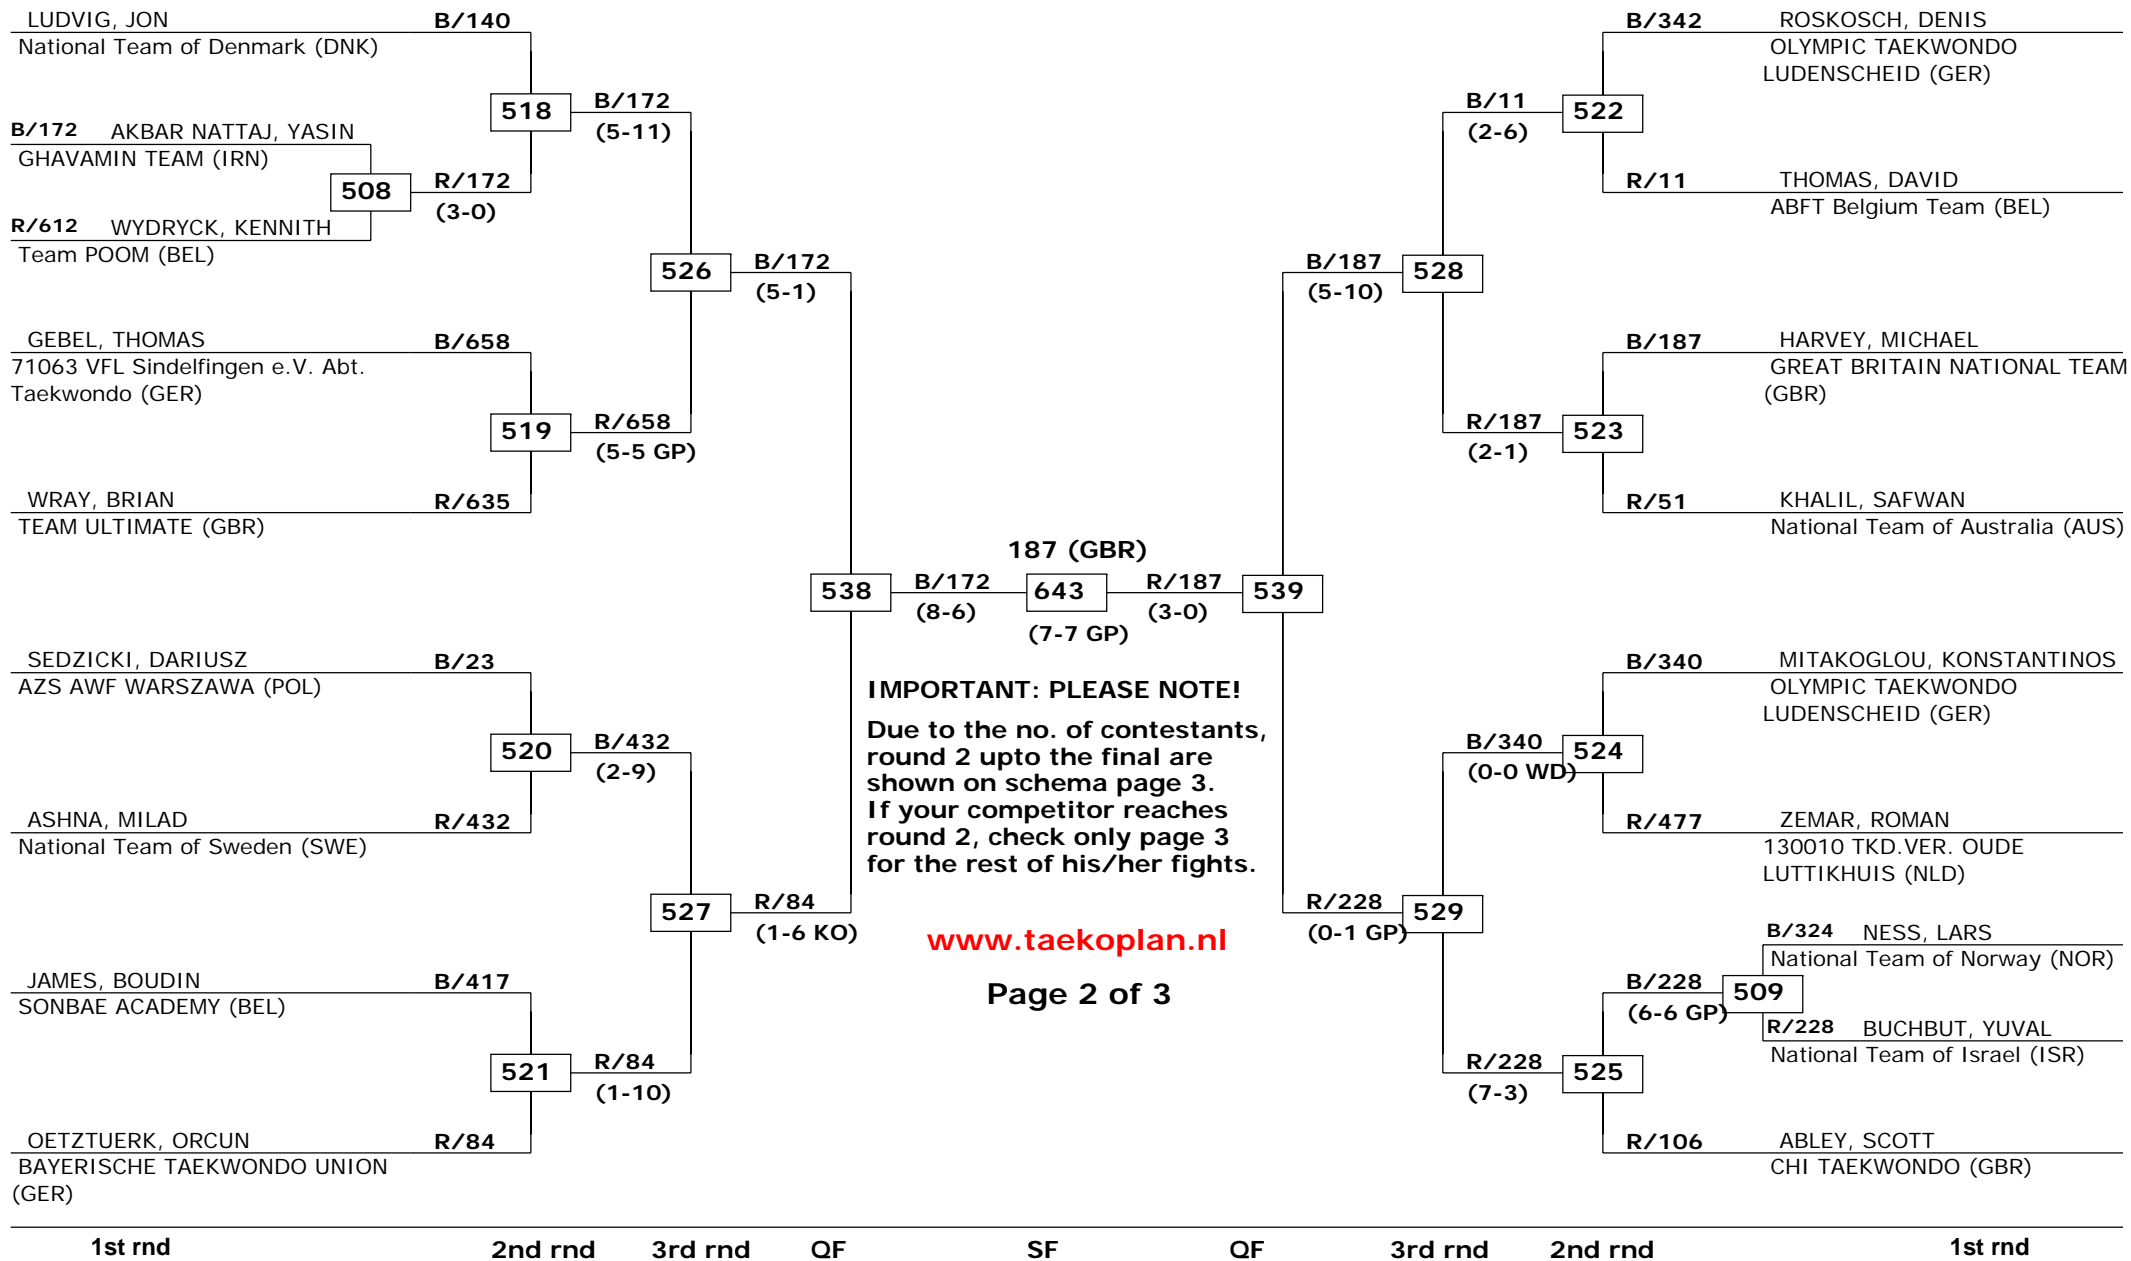 LUDVIG, JON
B/140
National Team of Denmark (DNK)
518
B/172
(5-11)
B/172 AKBAR NATTAJ, YASIN
GHAVAMIN TEAM (IRN)
508
R/172
(3-0)
R/612 WYDRYCK, KENNITH
Team POOM (BEL)
526
B/172
(5-1)
GEBEL, THOMAS
B/658
71063 VFL Sindelfingen e.V. Abt.
Taekwondo (GER)
519
R/658
(5-5 GP)
WRAY, BRIAN
R/635
TEAM ULTIMATE (GBR)
538
B/172
(8-6)
SEDZICKI, DARIUSZ
B/23
AZS AWF WARSZAWA (POL)
520
B/432
(2-9)
ASHNA, MILAD
R/432
National Team of Sweden (SWE)
527
R/84
(1-6 KO)
JAMES, BOUDIN
B/417
SONBAE ACADEMY (BEL)
521
R/84
(1-10)
OETZTUERK, ORCUN
R/84
BAYERISCHE TAEKWONDO UNION
(GER)
187 (GBR)
643
(7-7 GP)
IMPORTANT: PLEASE NOTE!
Due to the no. of contestants,
round 2 upto the final are
shown on schema page 3.
If your competitor reaches
round 2, check only page 3
for the rest of his/her fights.
www.taekoplan.nl
Page 2 of 3
B/342
ROSKOSCH, DENIS
OLYMPIC TAEKWONDO
LUDENSCHEID (GER)
B/11
(2-6)
522
R/11
THOMAS, DAVID
ABFT Belgium Team (BEL)
B/187
(5-10)
528
B/187
HARVEY, MICHAEL
GREAT BRITAIN NATIONAL TEAM
(GBR)
R/187
(2-1)
523
R/51
KHALIL, SAFWAN
National Team of Australia (AUS)
R/187
(3-0)
539
B/340
MITAKOGLOU, KONSTANTINOS
OLYMPIC TAEKWONDO
LUDENSCHEID (GER)
B/340
(0-0 WD)
524
R/477
ZEMAR, ROMAN
130010 TKD.VER. OUDE
LUTTIKHUIS (NLD)
R/228
(0-1 GP)
529
B/324 NESS, LARS
National Team of Norway (NOR)
B/228
(6-6 GP)
509
R/228 BUCHBUT, YUVAL
National Team of Israel (ISR)
R/228
(7-3)
525
R/106
ABLEY, SCOTT
CHI TAEKWONDO (GBR)
1st rnd 2nd rnd 3rd rnd QF SF QF 3rd rnd 2nd rnd 1st rnd